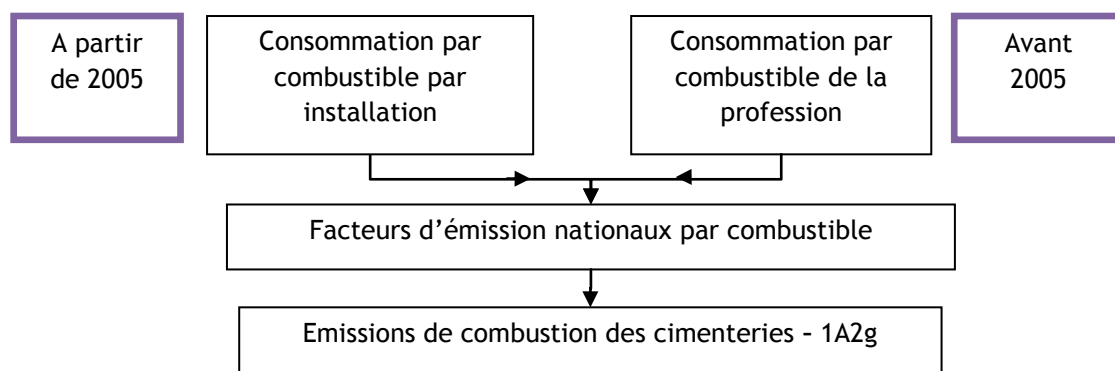 A partir
de 2005
Consommation par
combustible par
installation
Consommation par
combustible de la
profession
Avant
2005
Facteurs d’émission nationaux par combustible
Emissions de combustion des cimenteries – 1A2g